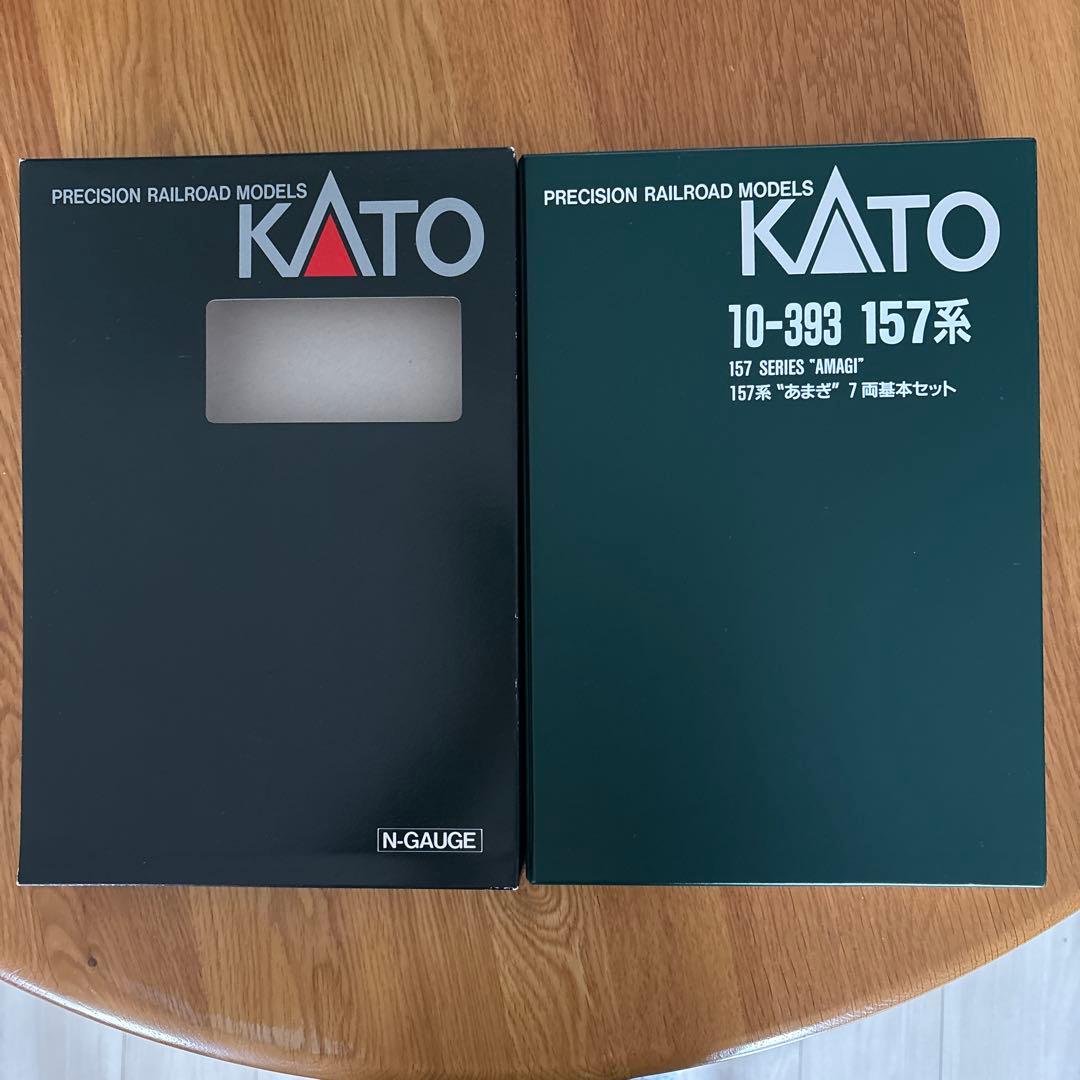 PRECISION RAILROAD MODELS
KATO
N-GAUGE
PRECISION RAILROAD MODELS
KATO
10-393 157系
157 SERIES "AMAGI"
157系 "あまぎ" 7両基本セット